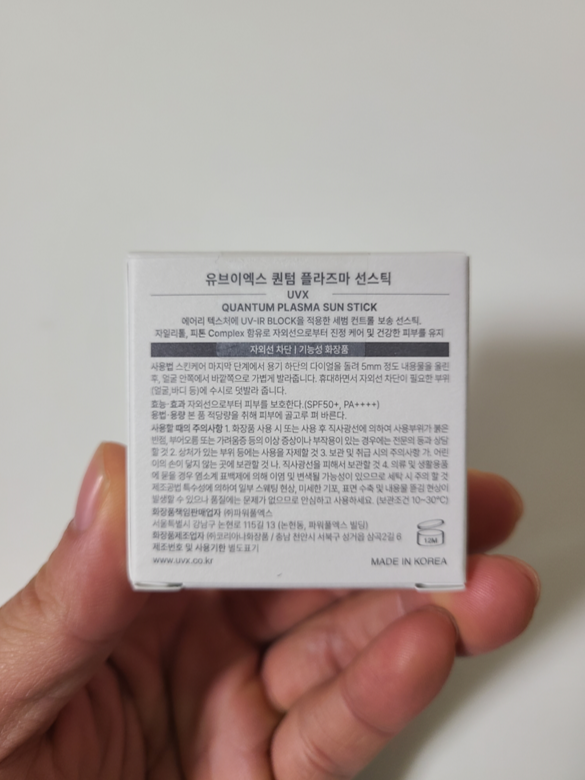 유브이엑스 퀀텀 플라즈마 선스틱
UVX
QUANTUM PLASMA SUN STICK
에어리 텍스처에 UV-IR BLOCK을 적용한 세범 컨트롤 보송 선스틱,
자일리톨, 피톤 Complex 함유로 자외선으로부터 진정 케어 및 건강한 피부를 유지
자외선 차단 | 기능성 화장품
사용법 스킨케어 마지막 단계에서 용기 하단의 다이얼을 돌려 5mm 정도 내용물을 올린
후, 얼굴 안쪽에서 바깥쪽으로 가볍게 발라줍니다. 휴대하면서 자외선 차단이 필요한 부위
(얼굴,바디 등)에 수시로 덧발라 줍니다.
효능·효과 자외선으로부터 피부를 보호한다.(SPF50+, PA++++)
용법·용량 본 품 적당량을 취해 피부에 골고루 펴 바른다.
사용할 때의 주의사항 1. 화장품 사용 시 또는 사용 후 직사광선에 의하여 사용부위가 붉은
반점, 부어오름 또는 가려움증 등의 이상 증상이나 부작용이 있는 경우에는 전문의 등과 상담
할 것 2. 상처가 있는 부위 등에는 사용을 자제할 것 3. 보관 및 취급 시의 주의사항 가. 어린
이의 손이 닿지 않는 곳에 보관할 것 나. 직사광선을 피해서 보관할 것 4. 의류 및 생활용품
에 묻을 경우 염소계 표백제에 의해 이염 및 변색될 가능성이 있으므로 세탁 시 주의 할 것
제조공법 특수성에 의하여 일부 스웨팅 현상, 미세한 기포, 표면 수축 및 내용물 뜯김 현상이
발생할 수 있으나 품질에는 문제가 없으므로 안심하고 사용하세요. (보관조건 10~30℃)
화장품책임판매업자 ㈜파워풀엑스
서울특별시 강남구 논현로 115길 13 (논현동, 파워풀엑스 빌딩)
화장품제조업자 ㈜코리아나화장품 / 충남 천안시 서북구 성거읍 삼곡2길 6
제조번호 및 사용기한 별도표기
12M
www.uvx.co.kr
MADE IN KOREA